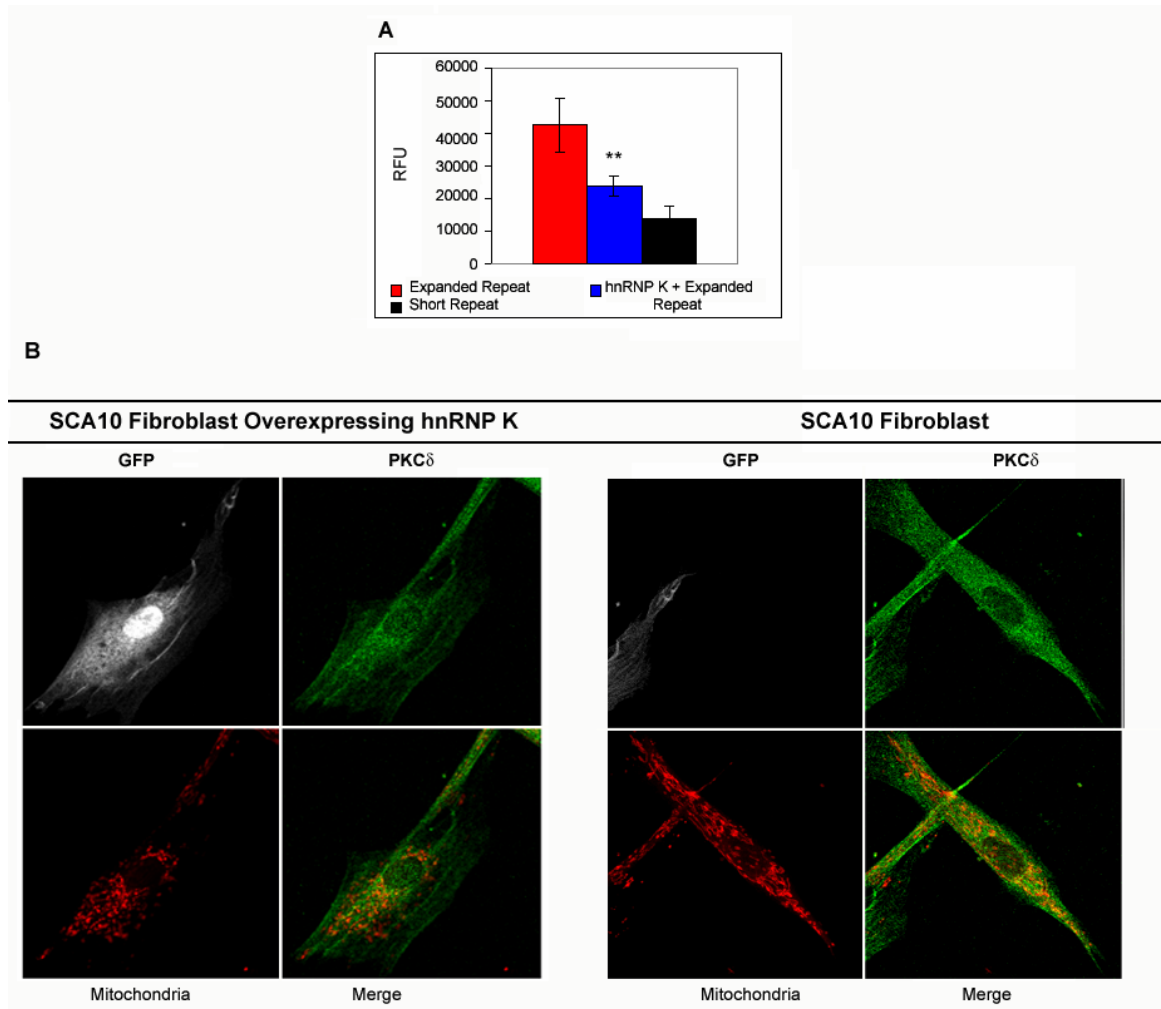 A
60000
50000
40000
30000
20000
10000
0
RFU
**
Expanded Repeat
hnRNP K + Expanded
Repeat
Short Repeat
B
SCA10 Fibroblast Overexpressing hnRNP K
SCA10 Fibroblast
GFP PKCδ GFP PKCδ
Mitochondria Merge Mitochondria Merge